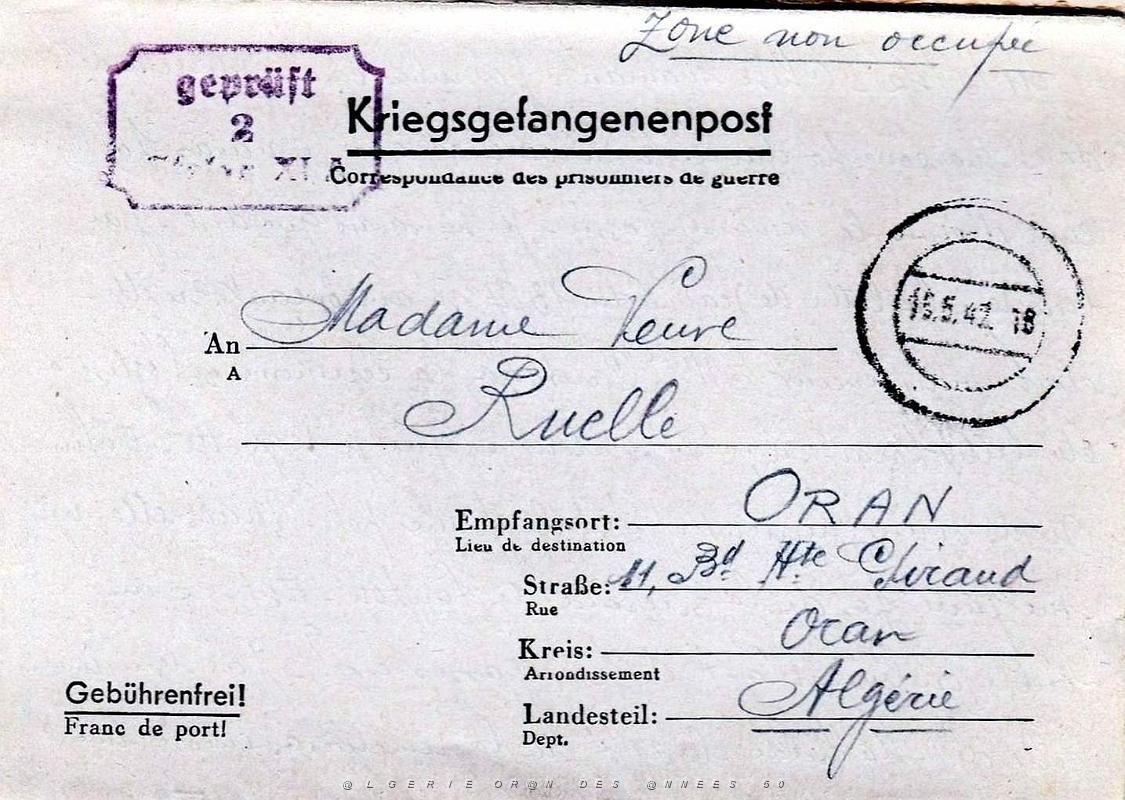 Zone non occupée
geprüft
2
Kriegsgefangenenpost
Correspondance des prisonniers de guerre
15.5.42 18
An Madame Veuve
A
Ruelle
Empfangsort: ORAN
Lieu de destination
Straße: 11, Bd Hte Giraud
Rue
Kreis: Oran
Arrondissement
Gebührenfrei!
Franc de port!
Landesteil: Algérie
Dept.
@LGERIE OR@N DES @NNEES 50